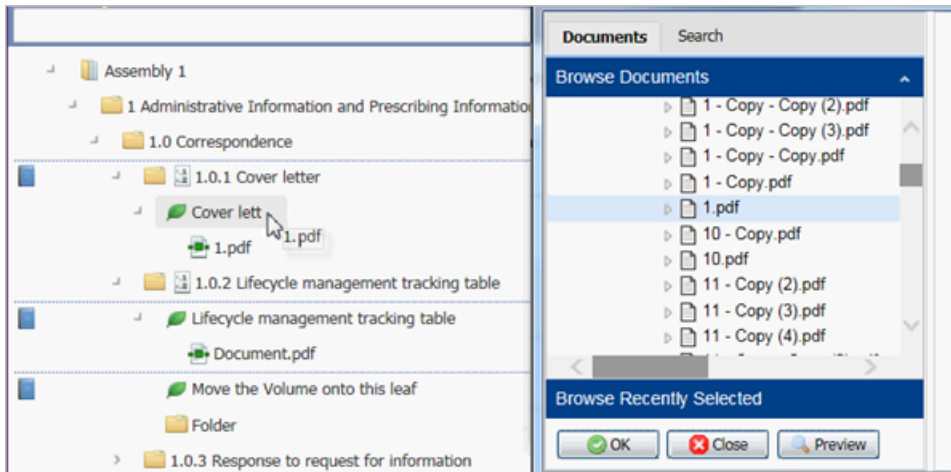 Assembly 1
1 Administrative Information and Prescribing Informatio
1.0 Correspondence
1.0.1 Cover letter
Cover lett
1.pdf
1.pdf
1.0.2 Lifecycle management tracking table
Lifecycle management tracking table
Document.pdf
Move the Volume onto this leaf
Folder
1.0.3 Response to request for information
Documents Search
Browse Documents
1 - Copy - Copy (2).pdf
1 - Copy - Copy (3).pdf
1 - Copy - Copy.pdf
1 - Copy.pdf
1.pdf
10 - Copy.pdf
10.pdf
11 - Copy (2).pdf
11 - Copy (3).pdf
11 - Copy (4).pdf
Browse Recently Selected
OK Close Preview